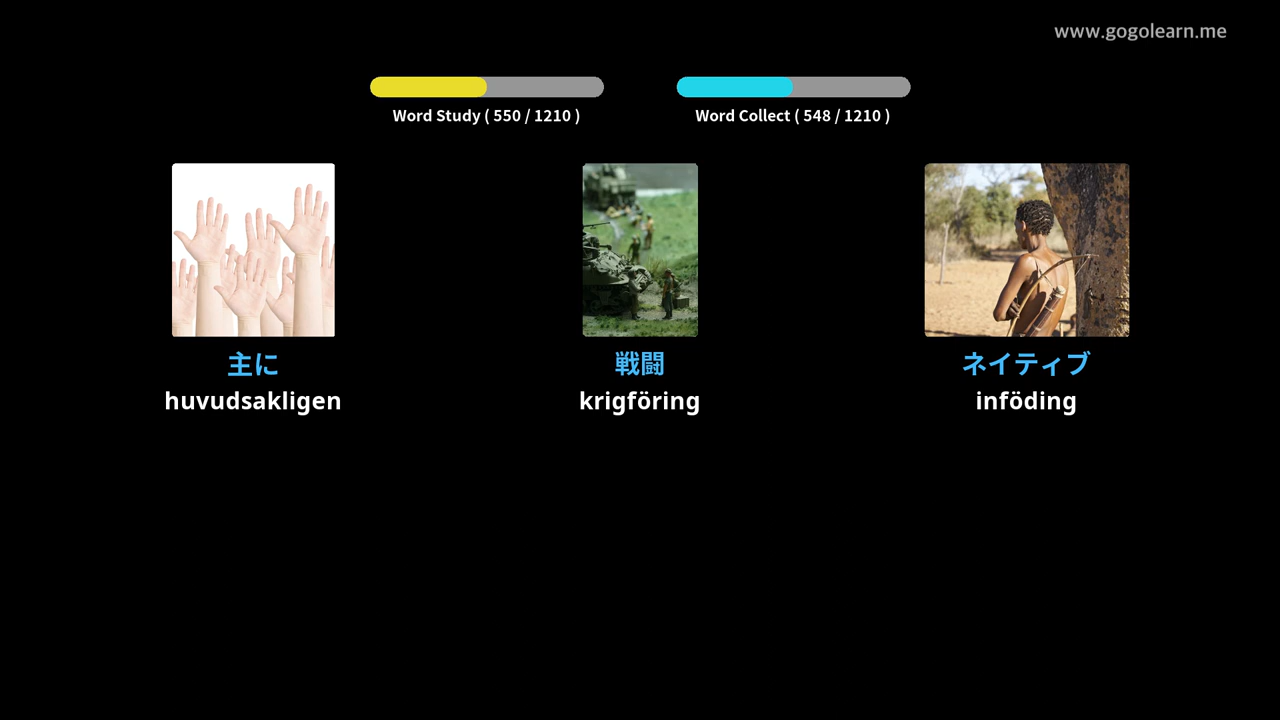 www.gogolearn.me
Word Study ( 550 / 1210 )
Word Collect ( 548 / 1210 )
主に
huvudsakligen
戦闘
krigföring
ネイティブ
inföding